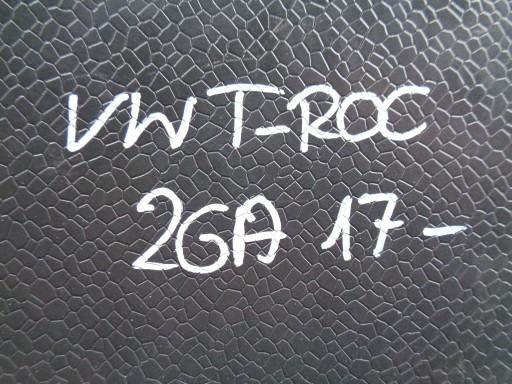 VW T-ROC
2GA 17-